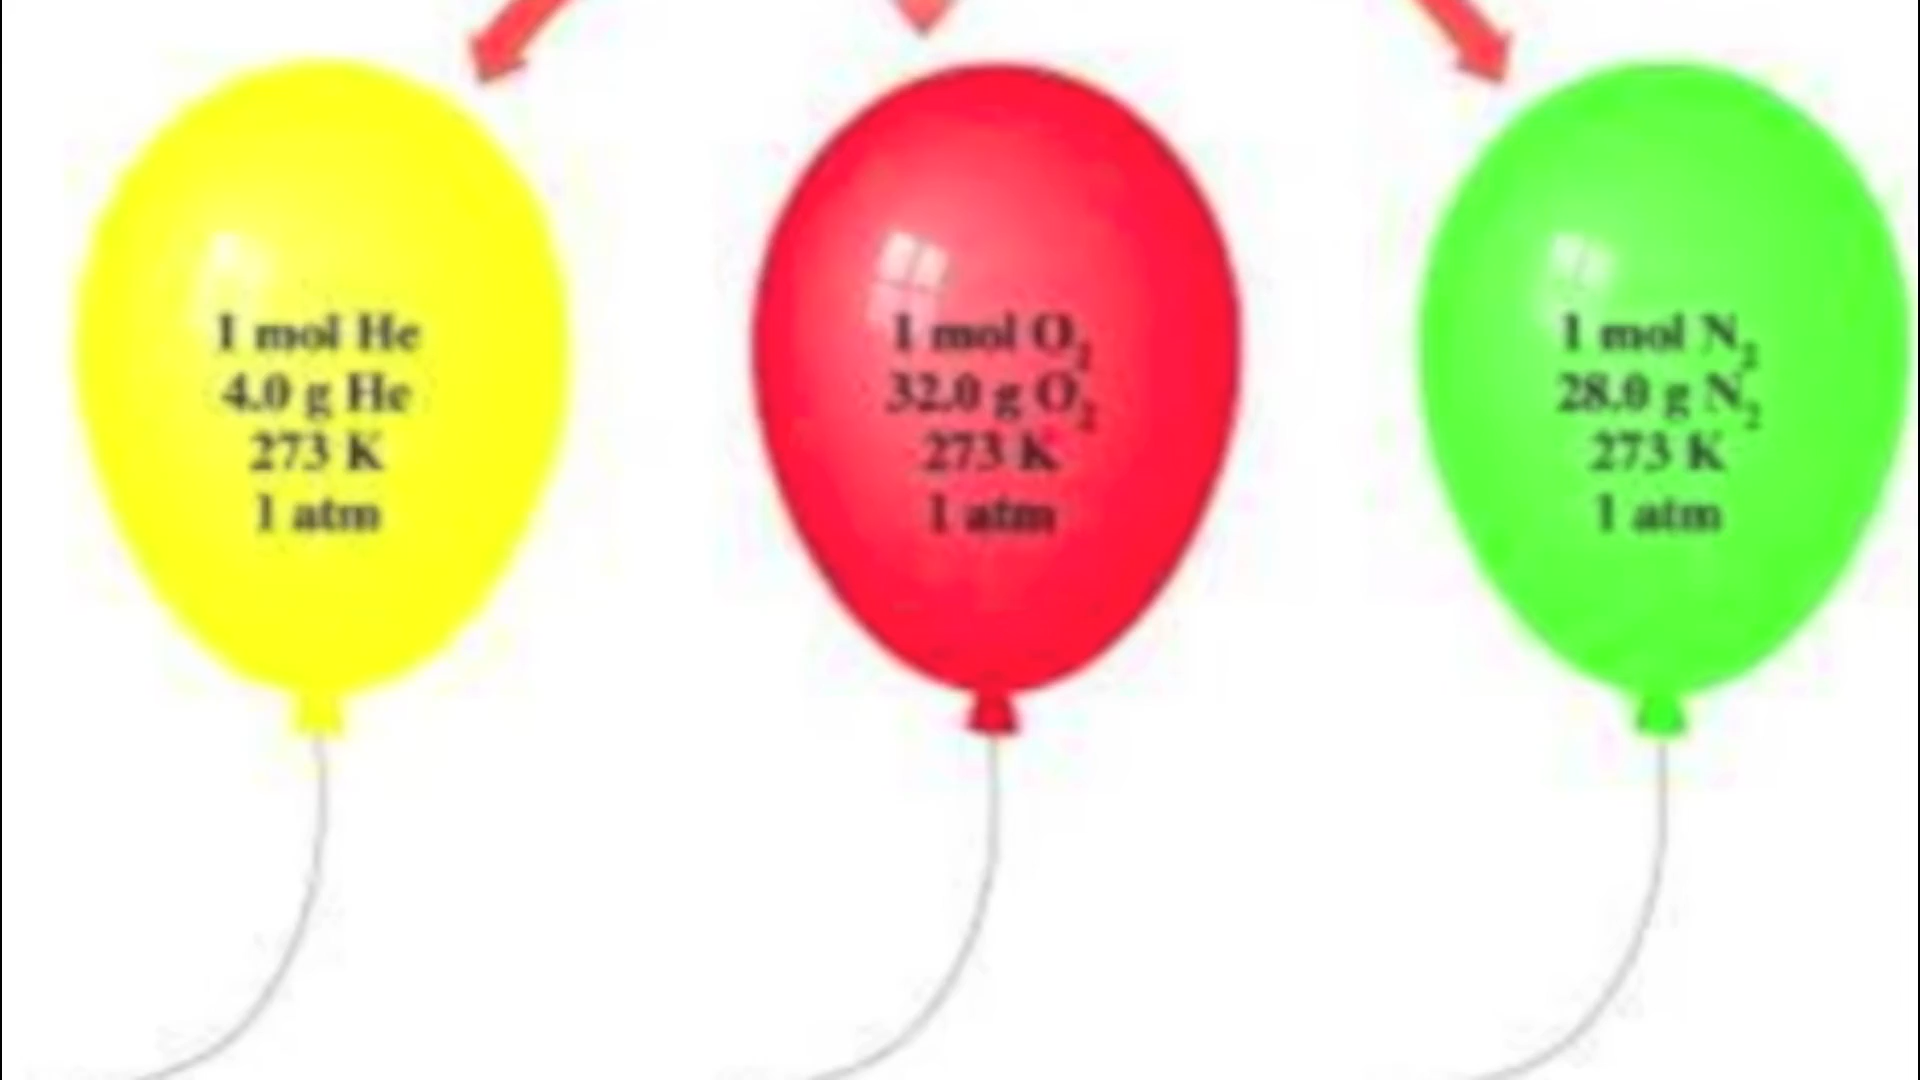 1 mol He
4.0 g He
273 K
1 atm
1 mol O₂
32.0 g O₂
273 K
1 atm
1 mol N₂
28.0 g N₂
273 K
1 atm